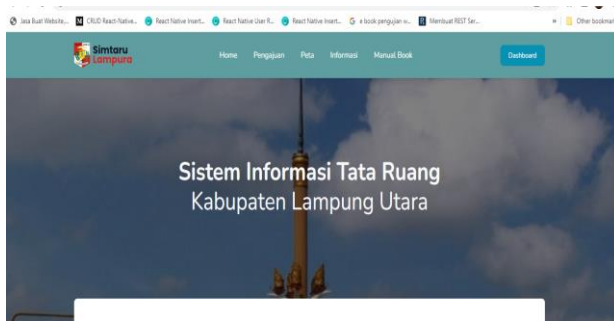 Jasa Buat Website,...
CRUD React-Native...
React Native Insert...
React Native User R...
React Native Insert...
e book pengujian w...
Membuat REST Ser...
»
Other bookmar
Simtaru
Lampura
Home
Pengajuan
Peta
Informasi
Manual Book
Dashboard
Sistem Informasi Tata Ruang
Kabupaten Lampung Utara